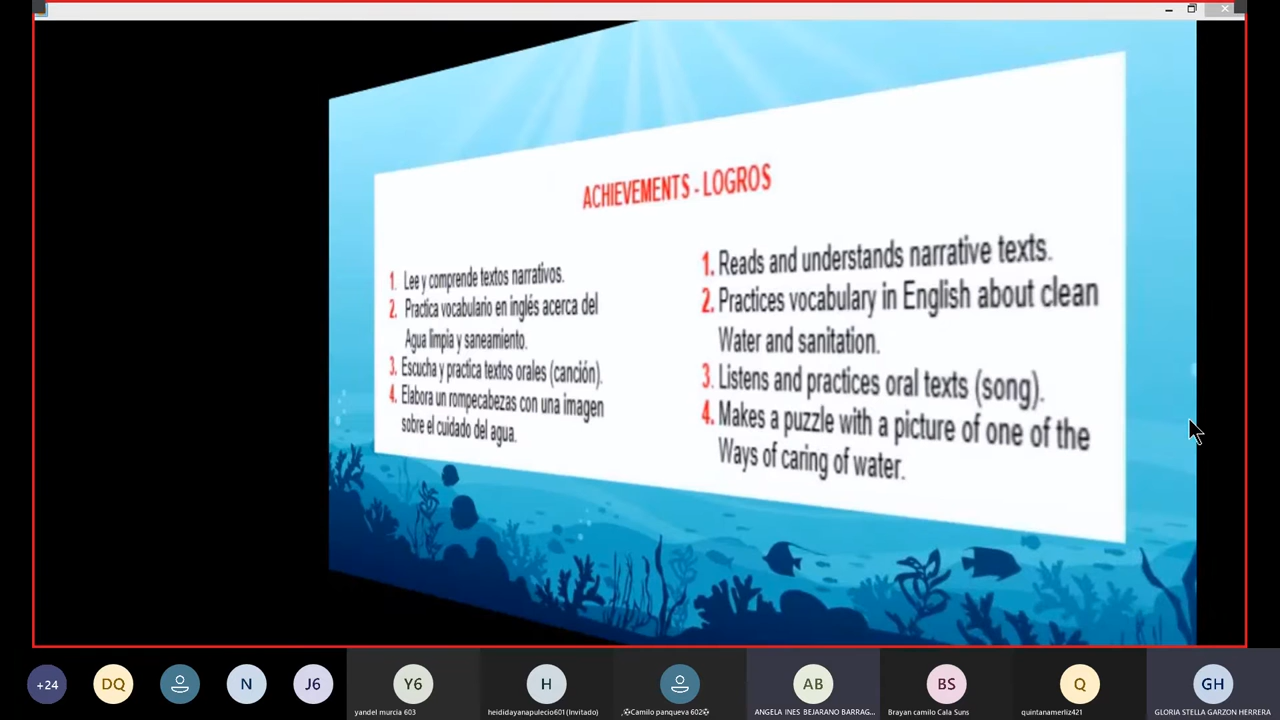 ACHIEVEMENTS - LOGROS
1. Lee y comprende textos narrativos.
2. Practica vocabulario en inglés acerca del
Agua limpia y saneamiento.
3. Escucha y practica textos orales (canción).
4. Elabora un rompecabezas con una imagen
sobre el cuidado del agua.
1. Reads and understands narrative texts.
2. Practices vocabulary in English about clean
Water and sanitation.
3. Listens and practices oral texts (song).
4. Makes a puzzle with a picture of one of the
Ways of caring of water.
+24
DQ
N
J6
Y6
yandel murcia 603
H
heididayanapulecio601(Invitado)
Camilo panqueva 602
AB
ANGELA INES BEJARANO BARRAG...
BS
Brayan camilo Cala Suns
Q
quintanamerliz421
GH
GLORIA STELLA GARZON HERRERA